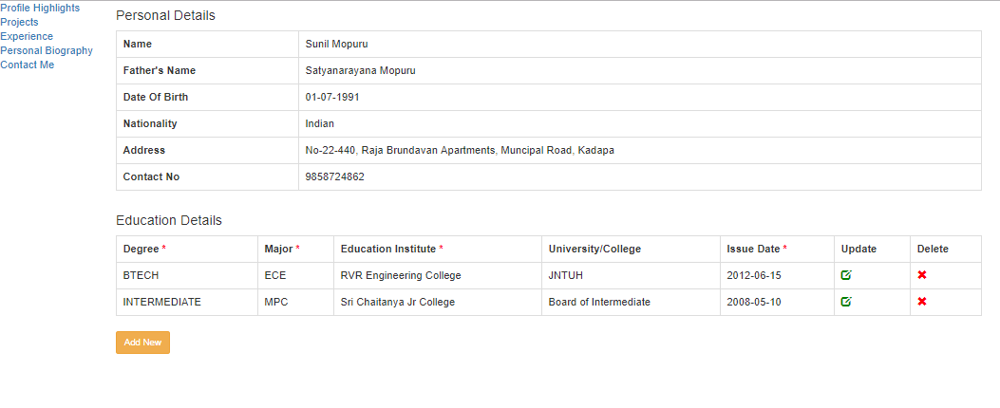 Profile Highlights
Projects
Experience
Personal Biography
Contact Me
Personal Details
Name Sunil Mopuru
Father's Name Satyanarayana Mopuru
Date Of Birth 01-07-1991
Nationality Indian
Address No-22-440, Raja Brundavan Apartments, Muncipal Road, Kadapa
Contact No 9858724862
Education Details
Degree * Major * Education Institute * University/College Issue Date * Update Delete
BTECH ECE RVR Engineering College JNTUH 2012-06-15
INTERMEDIATE MPC Sri Chaitanya Jr College Board of Intermediate 2008-05-10
Add New